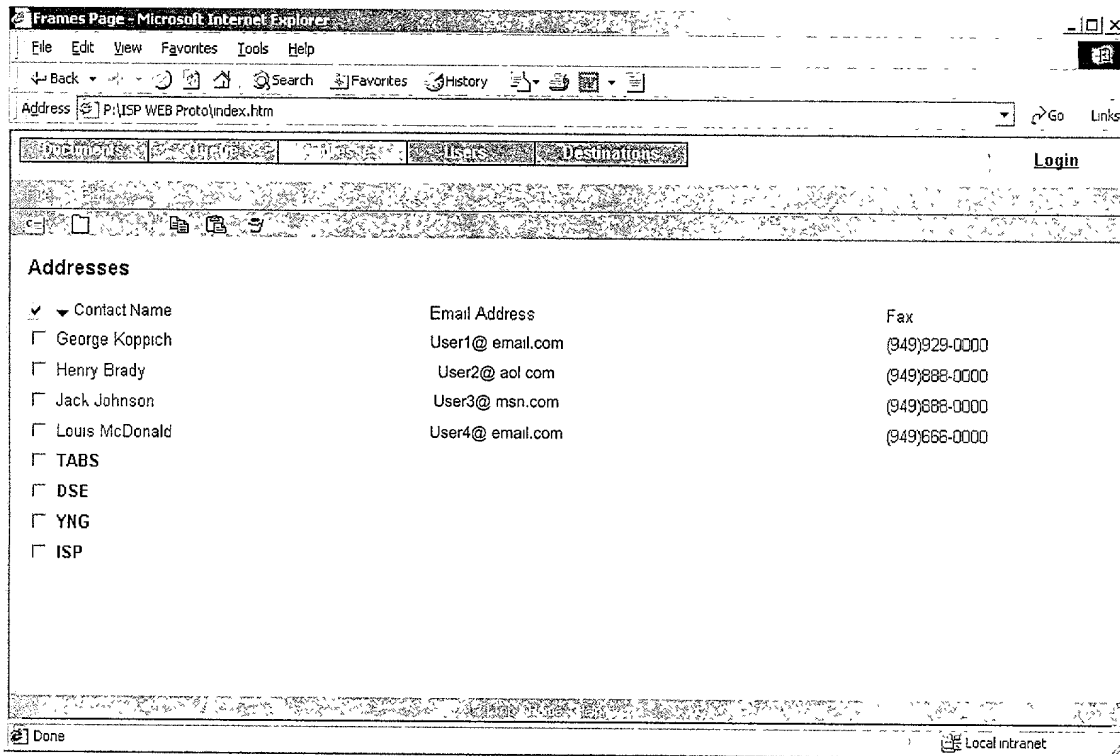 Frames Page - Microsoft Internet Explorer
File Edit View Favorites Tools Help
Back Search Favorites History
Address P:\ISP WEB Proto\index.htm Go Links
Documents Users Destinations Login
Addresses
Contact Name Email Address Fax
George Koppich User1@ email.com (949)929-0000
Henry Brady User2@ aol com (949)888-0000
Jack Johnson User3@ msn.com (949)888-0000
Louis McDonald User4@ email.com (949)666-0000
TABS
DSE
YNG
ISP
Done Local intranet